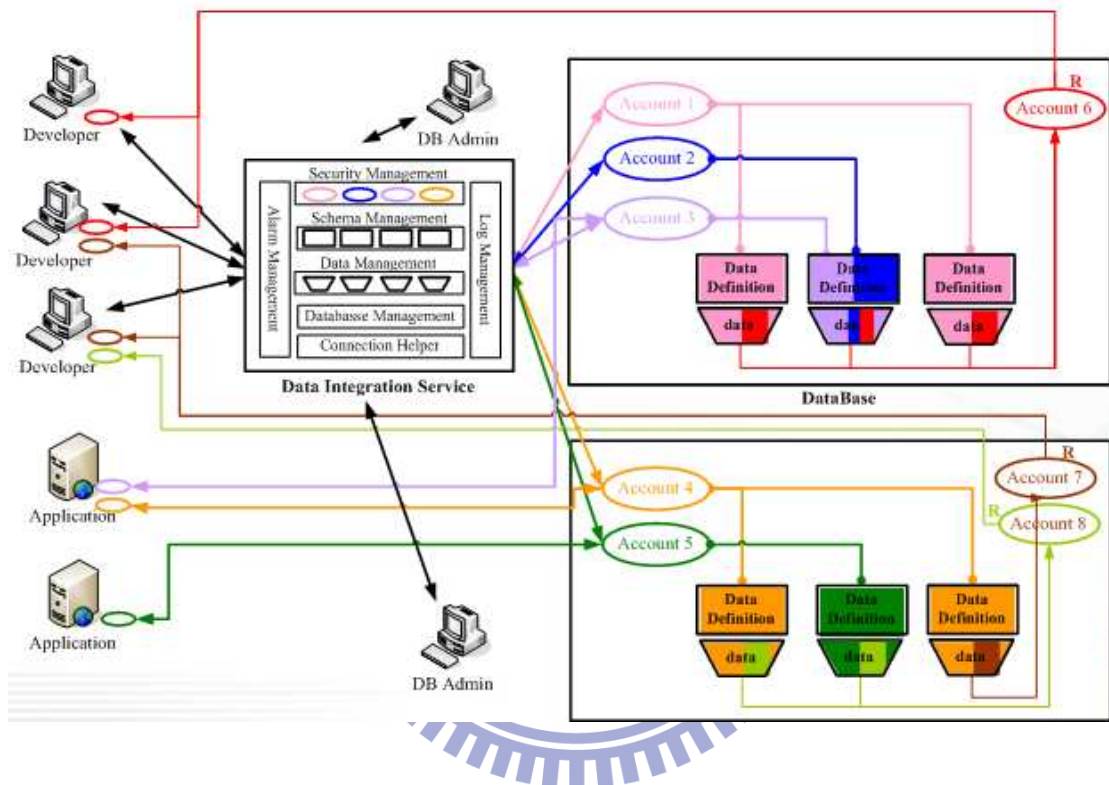 Developer
DB Admin
Developer
Developer
Application
Application
DB Admin
Security Management
Alarm Management
Schema Management
Data Management
Databasse Management
Connection Helper
Log Management
Data Integration Service
Account 1
Account 2
Account 3
R
Account 6
Data
Definition
data
Data
Definition
data
Data
Definition
data
DataBase
Account 4
Account 5
R
Account 7
R
Account 8
Data
Definition
data
Data
Definition
data
Data
Definition
data